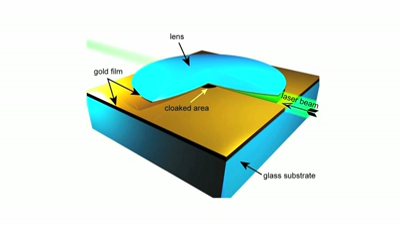 lens
gold film
laser beam
cloaked area
glass substrate